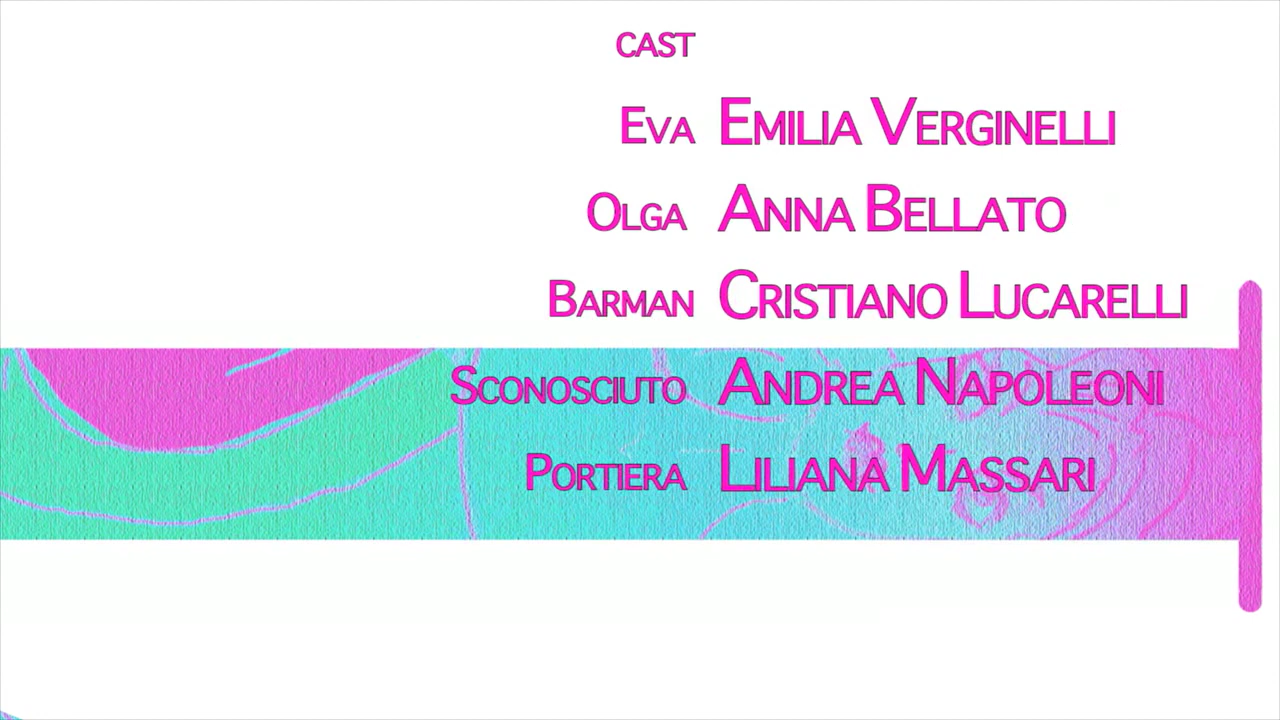 CAST
EVA EMILIA VERGINELLI
OLGA ANNA BELLATO
BARMAN CRISTIANO LUCARELLI
SCONOSCIUTO ANDREA NAPOLEONI
PORTIERA LILIANA MASSARI